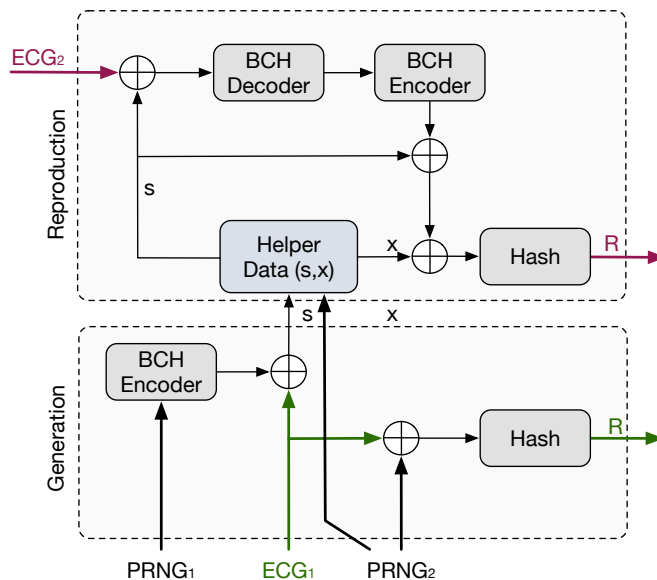 ECG2
BCH
Decoder
BCH
Encoder
Reproduction
s
Helper
Data (s,x)
x
Hash
R
s
x
BCH
Encoder
Generation
Hash
R
PRNG1
ECG1
PRNG2